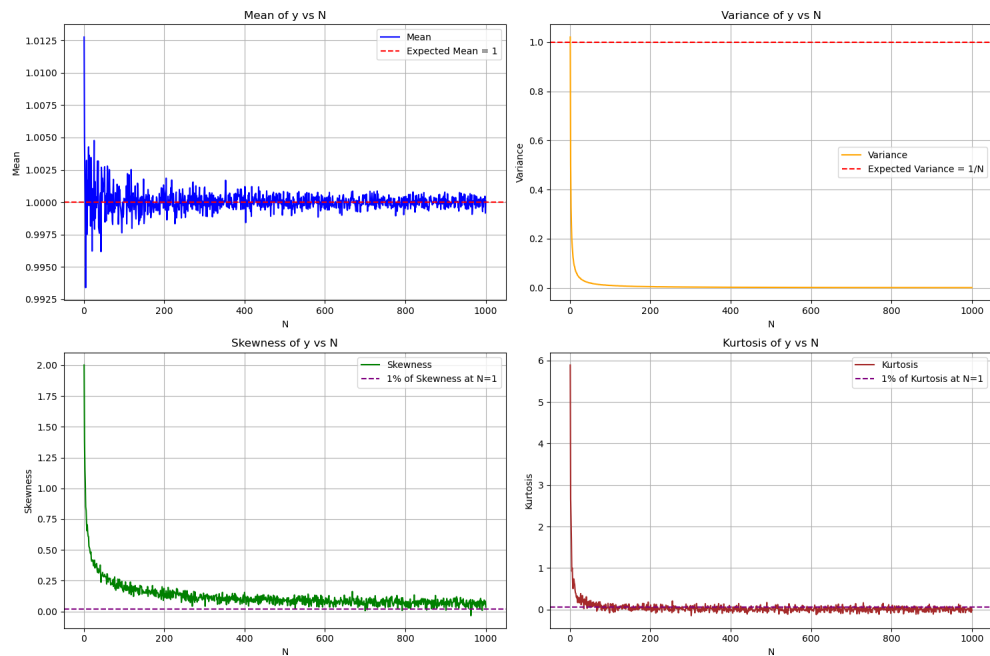 Mean of y vs N
Mean
Expected Mean = 1
1.0125
1.0100
1.0075
1.0050
1.0025
1.0000
0.9975
0.9950
0.9925
Mean
0
200
400
600
800
1000
N
Variance of y vs N
Variance
Expected Variance = 1/N
1.0
0.8
0.6
0.4
0.2
0.0
Variance
0
200
400
600
800
1000
N
Skewness of y vs N
Skewness
1% of Skewness at N=1
2.00
1.75
1.50
1.25
1.00
0.75
0.50
0.25
0.00
Skewness
0
200
400
600
800
1000
N
Kurtosis of y vs N
Kurtosis
1% of Kurtosis at N=1
6
5
4
3
2
1
0
Kurtosis
0
200
400
600
800
1000
N